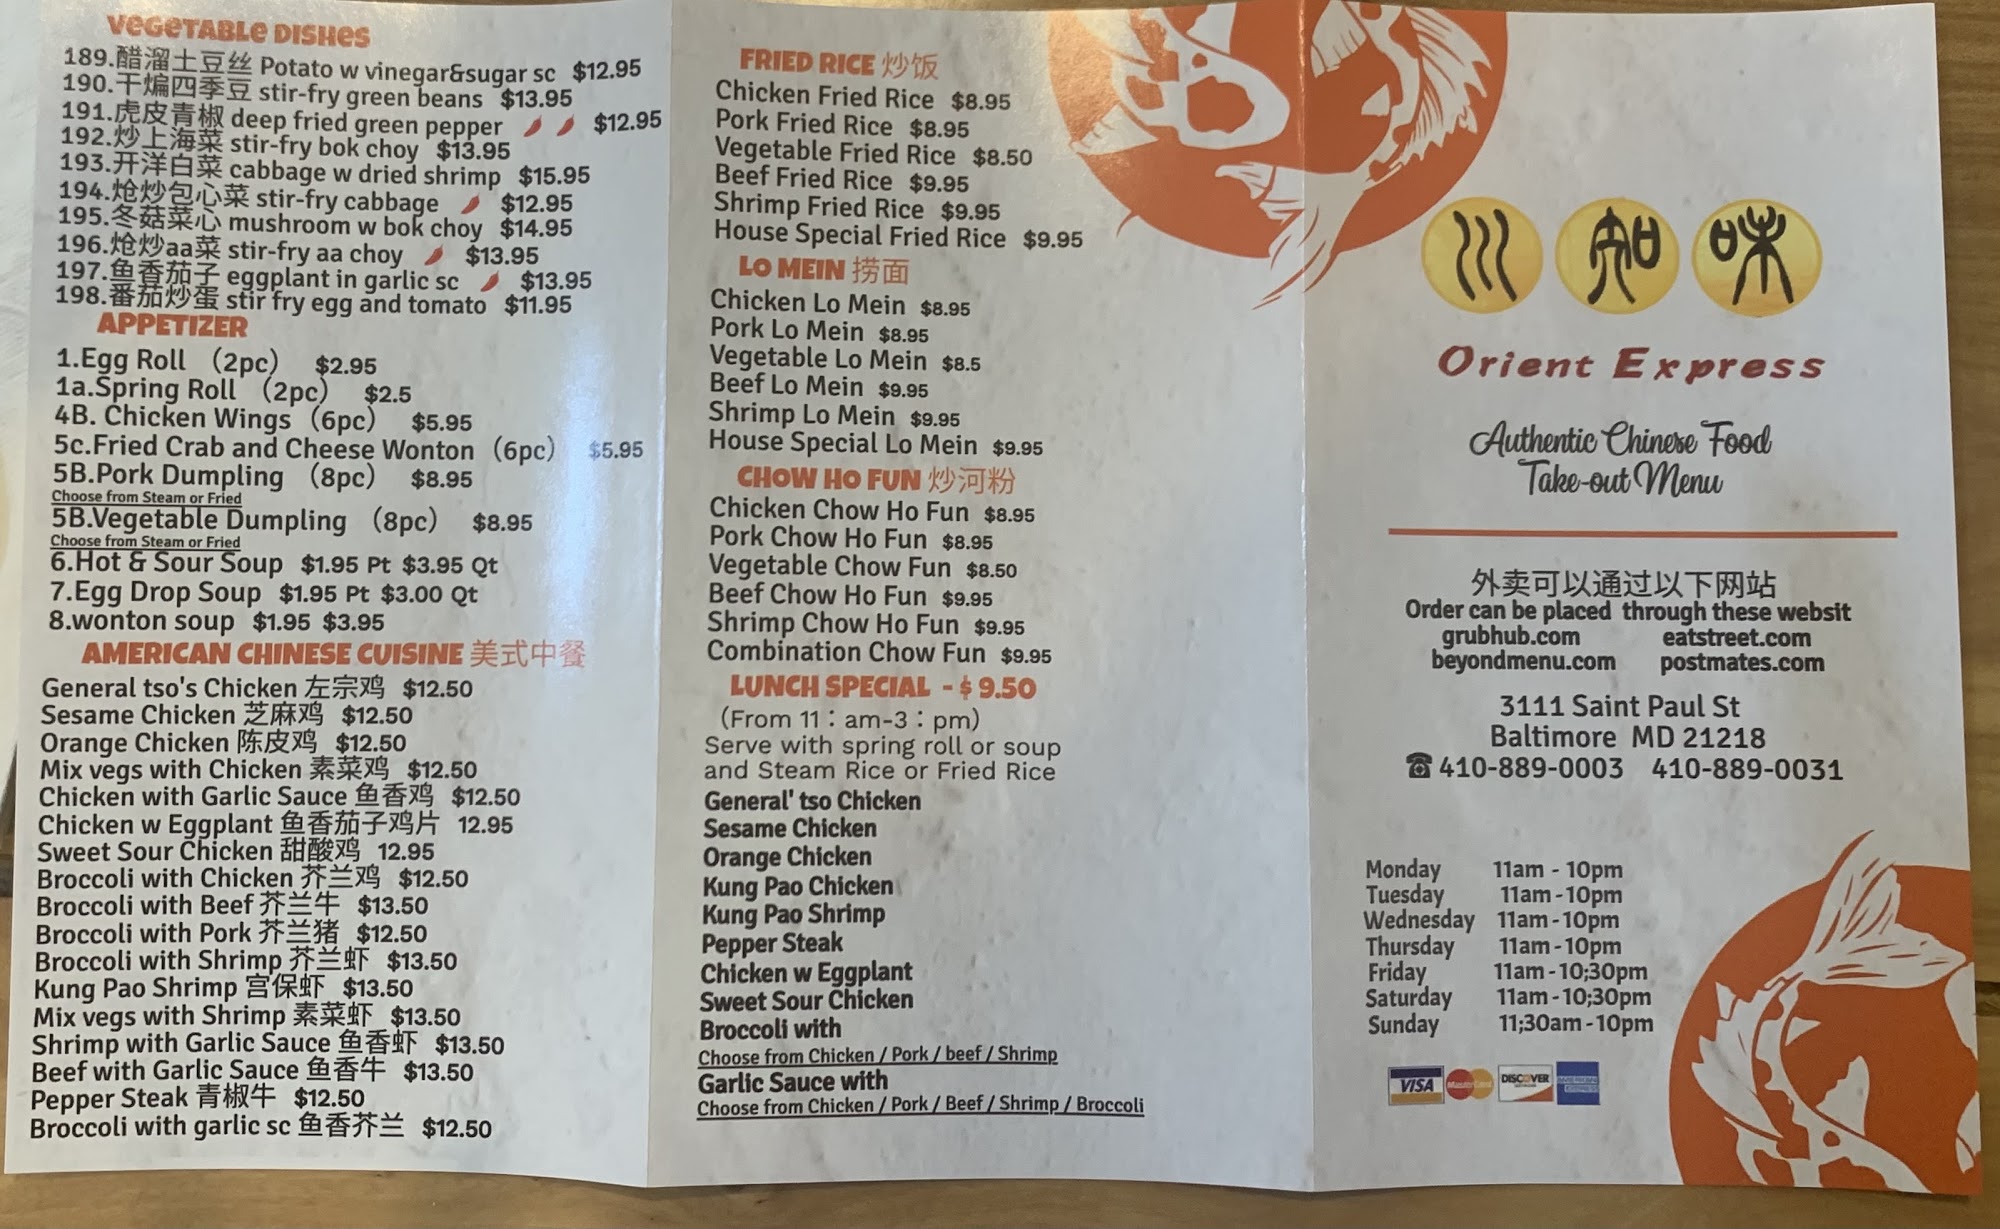 VEGETABLE DISHES
189.醋溜土豆丝 Potato w vinegar&sugar sc $12.95
190.干煸四季豆 stir-fry green beans $13.95
191.虎皮青椒 deep fried green pepper $12.95
192.炒上海菜 stir-fry bok choy $13.95
193.开洋白菜 cabbage w dried shrimp $15.95
194.炝炒包心菜 stir-fry cabbage $12.95
195.冬菇菜心 mushroom w bok choy $14.95
196.炝炒aa菜 stir-fry aa choy $13.95
197.鱼香茄子 eggplant in garlic sc $13.95
198.番茄炒蛋 stir fry egg and tomato $11.95
APPETIZER
1.Egg Roll （2pc） $2.95
1a.Spring Roll （2pc） $2.5
4B. Chicken Wings（6pc） $5.95
5c.Fried Crab and Cheese Wonton（6pc） $5.95
5B.Pork Dumpling （8pc） $8.95
Choose from Steam or Fried
5B.Vegetable Dumpling （8pc） $8.95
Choose from Steam or Fried
6.Hot & Sour Soup $1.95 Pt $3.95 Qt
7.Egg Drop Soup $1.95 Pt $3.00 Qt
8.wonton soup $1.95 $3.95
AMERICAN CHINESE CUISINE 美式中餐
General tso's Chicken 左宗鸡 $12.50
Sesame Chicken 芝麻鸡 $12.50
Orange Chicken 陈皮鸡 $12.50
Mix vegs with Chicken 素菜鸡 $12.50
Chicken with Garlic Sauce 鱼香鸡 $12.50
Chicken w Eggplant 鱼香茄子鸡片 12.95
Sweet Sour Chicken 甜酸鸡 12.95
Broccoli with Chicken 芥兰鸡 $12.50
Broccoli with Beef 芥兰牛 $13.50
Broccoli with Pork 芥兰猪 $12.50
Broccoli with Shrimp 芥兰虾 $13.50
Kung Pao Shrimp 宫保虾 $13.50
Mix vegs with Shrimp 素菜虾 $13.50
Shrimp with Garlic Sauce 鱼香虾 $13.50
Beef with Garlic Sauce 鱼香牛 $13.50
Pepper Steak 青椒牛 $12.50
Broccoli with garlic sc 鱼香芥兰 $12.50
FRIED RICE 炒饭
Chicken Fried Rice $8.95
Pork Fried Rice $8.95
Vegetable Fried Rice $8.50
Beef Fried Rice $9.95
Shrimp Fried Rice $9.95
House Special Fried Rice $9.95
LO MEIN 捞面
Chicken Lo Mein $8.95
Pork Lo Mein $8.95
Vegetable Lo Mein $8.5
Beef Lo Mein $9.95
Shrimp Lo Mein $9.95
House Special Lo Mein $9.95
CHOW HO FUN 炒河粉
Chicken Chow Ho Fun $8.95
Pork Chow Ho Fun $8.95
Vegetable Chow Fun $8.50
Beef Chow Ho Fun $9.95
Shrimp Chow Ho Fun $9.95
Combination Chow Fun $9.95
LUNCH SPECIAL - $ 9.50
（From 11：am-3：pm）
Serve with spring roll or soup
and Steam Rice or Fried Rice
General' tso Chicken
Sesame Chicken
Orange Chicken
Kung Pao Chicken
Kung Pao Shrimp
Pepper Steak
Chicken w Eggplant
Sweet Sour Chicken
Broccoli with
Choose from Chicken / Pork / beef / Shrimp
Garlic Sauce with
Choose from Chicken / Pork / Beef / Shrimp / Broccoli
川知味
Orient Express
Authentic Chinese Food
Take-out Menu
外卖可以通过以下网站
Order can be placed through these websit
grubhub.com eatstreet.com
beyondmenu.com postmates.com
3111 Saint Paul St
Baltimore MD 21218
☎410-889-0003 410-889-0031
Monday 11am - 10pm
Tuesday 11am-10pm
Wednesday 11am-10pm
Thursday 11am-10pm
Friday 11am-10;30pm
Saturday 11am-10;30pm
Sunday 11;30am-10pm
VISA MasterCard DISCOVER AMERICAN EXPRESS